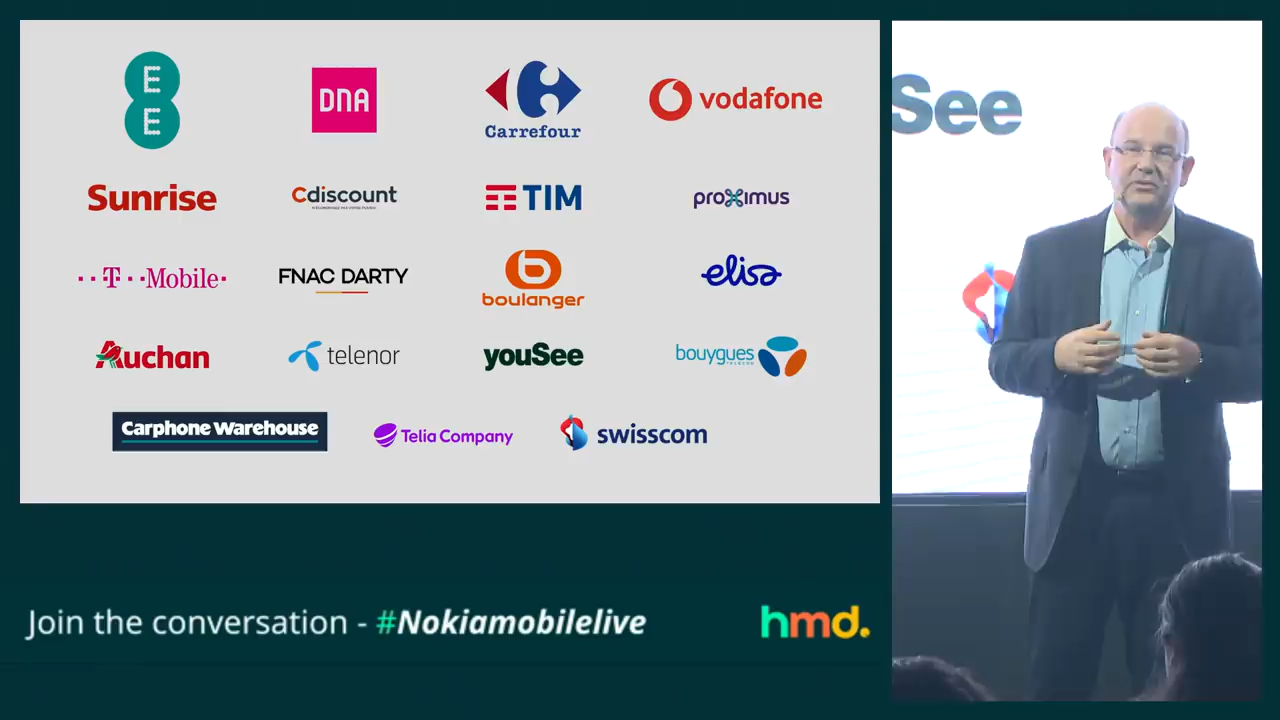 E
E
DNA
Carrefour
vodafone
Sunrise
Cdiscount
TIM
proximus
· · T · · Mobile ·
FNAC DARTY
boulanger
elisa
Auchan
telenor
youSee
bouygues
TELECOM
Carphone Warehouse
Telia Company
swisscom
See
Join the conversation - #Nokiamobilelive
hmd.